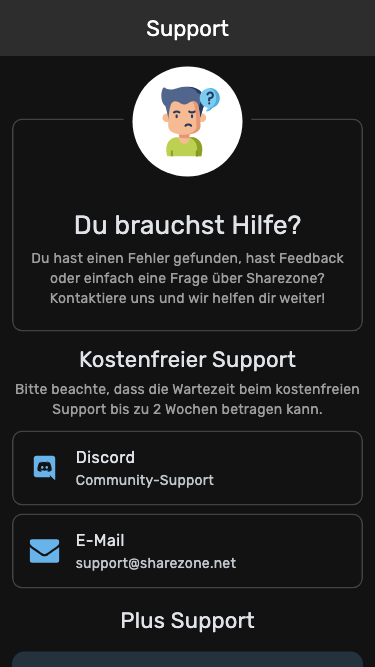 Support
?
Du brauchst Hilfe?
Du hast einen Fehler gefunden, hast Feedback
oder einfach eine Frage über Sharezone?
Kontaktiere uns und wir helfen dir weiter!
Kostenfreier Support
Bitte beachte, dass die Wartezeit beim kostenfreien
Support bis zu 2 Wochen betragen kann.
Discord
Community-Support
E-Mail
support@sharezone.net
Plus Support